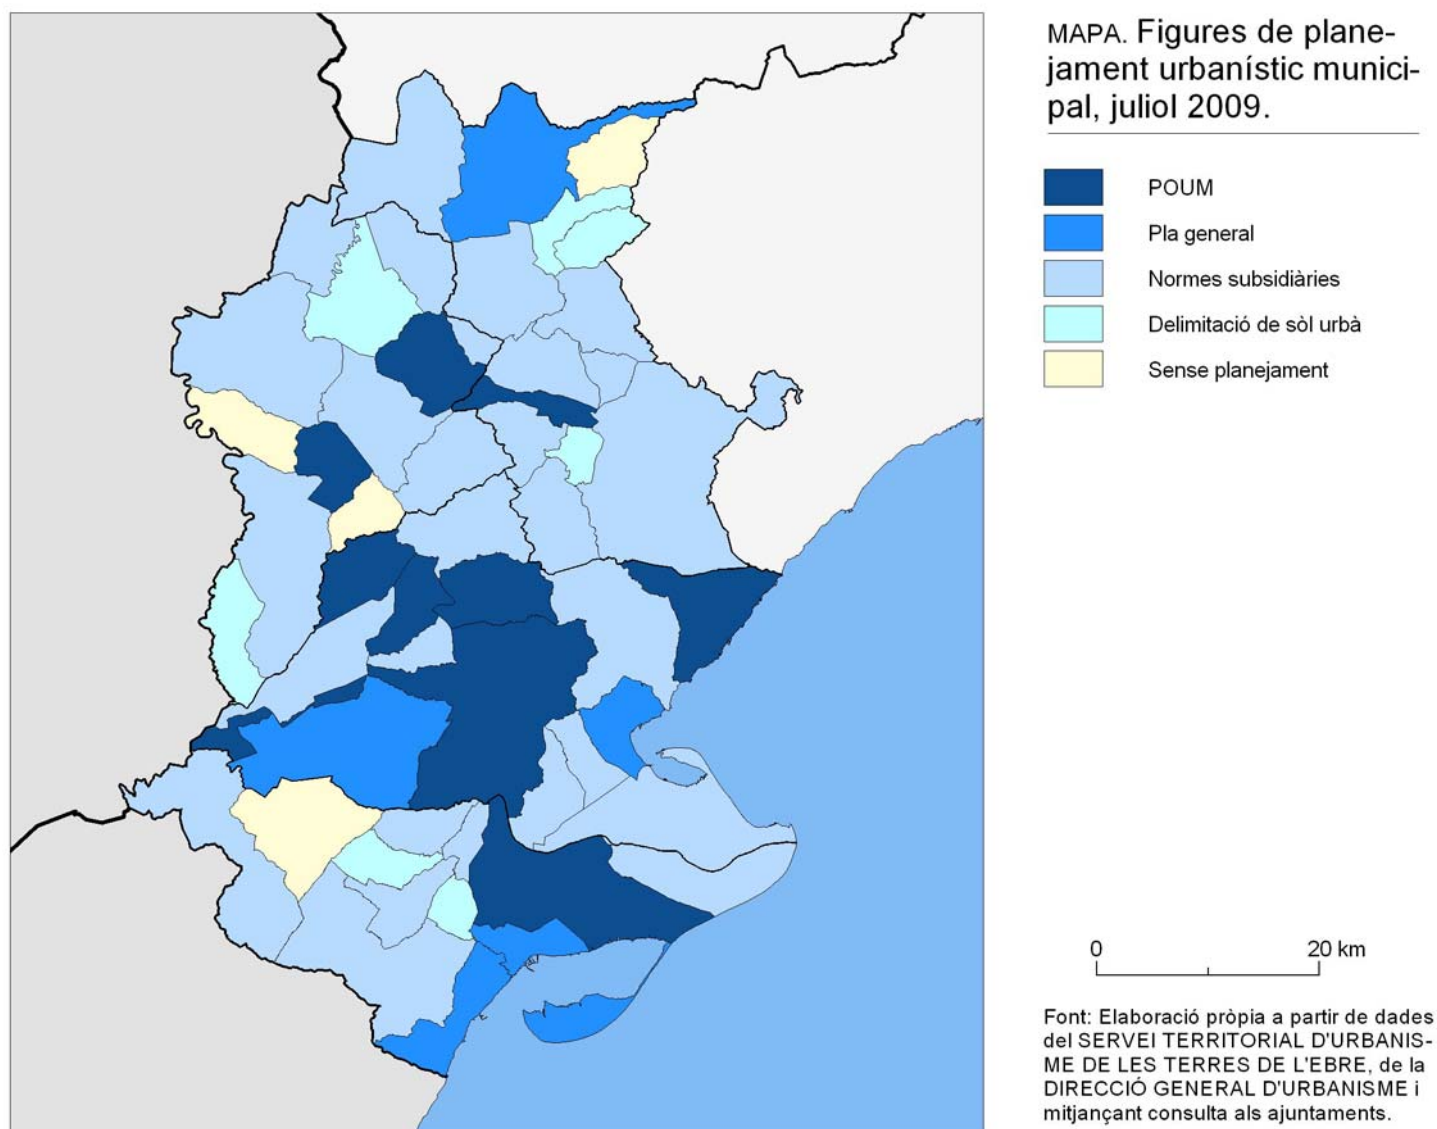 MAPA. Figures de plane-
jament urbanístic munici-
pal, juliol 2009.
POUM
Pla general
Normes subsidiàries
Delimitació de sòl urbà
Sense planejament
0 20 km
Font: Elaboració pròpia a partir de dades
del SERVEI TERRITORIAL D'URBANIS-
ME DE LES TERRES DE L'EBRE, de la
DIRECCIÓ GENERAL D'URBANISME i
mitjançant consulta als ajuntaments.